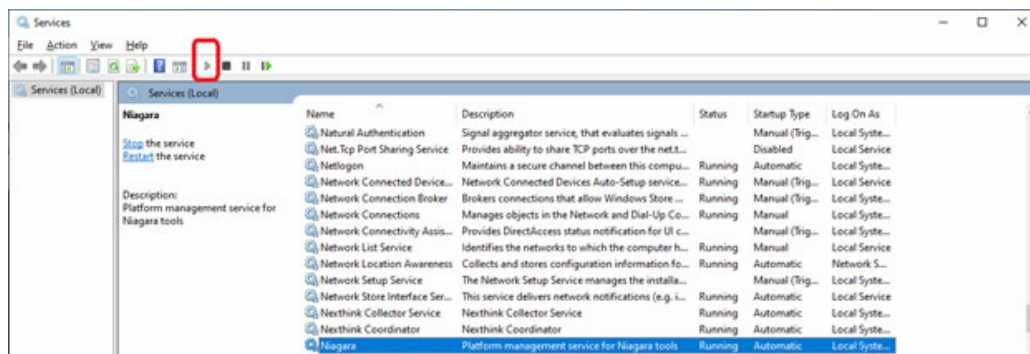 Services
File Action View Help
Services (Local)
Services (Local)
Niagara
Stop the service
Restart the service
Description:
Platform management service for
Niagara tools
Name Description Status Startup Type Log On As
Natural Authentication Signal aggregator service, that evaluates signals ... Manual (Trig... Local Syste...
Net.Tcp Port Sharing Service Provides ability to share TCP ports over the net.t... Disabled Local Service
Netlogon Maintains a secure channel between this compu... Running Automatic Local Syste...
Network Connected Device... Network Connected Devices Auto-Setup service... Running Manual (Trig... Local Service
Network Connection Broker Brokers connections that allow Windows Store ... Running Manual (Trig... Local Syste...
Network Connections Manages objects in the Network and Dial-Up Co... Running Manual Local Syste...
Network Connectivity Assis... Provides DirectAccess status notification for UI c... Manual (Trig... Local Syste...
Network List Service Identifies the networks to which the computer h... Running Manual Local Service
Network Location Awareness Collects and stores configuration information fo... Running Automatic Network S...
Network Setup Service The Network Setup Service manages the installa... Manual (Trig... Local Syste...
Network Store Interface Ser... This service delivers network notifications (e.g. i... Running Automatic Local Service
Nexthink Collector Service Nexthink Collector Service Running Automatic Local Syste...
Nexthink Coordinator Nexthink Coordinator Running Automatic Local Syste...
Niagara Platform management service for Niagara tools Running Automatic Local Syste...